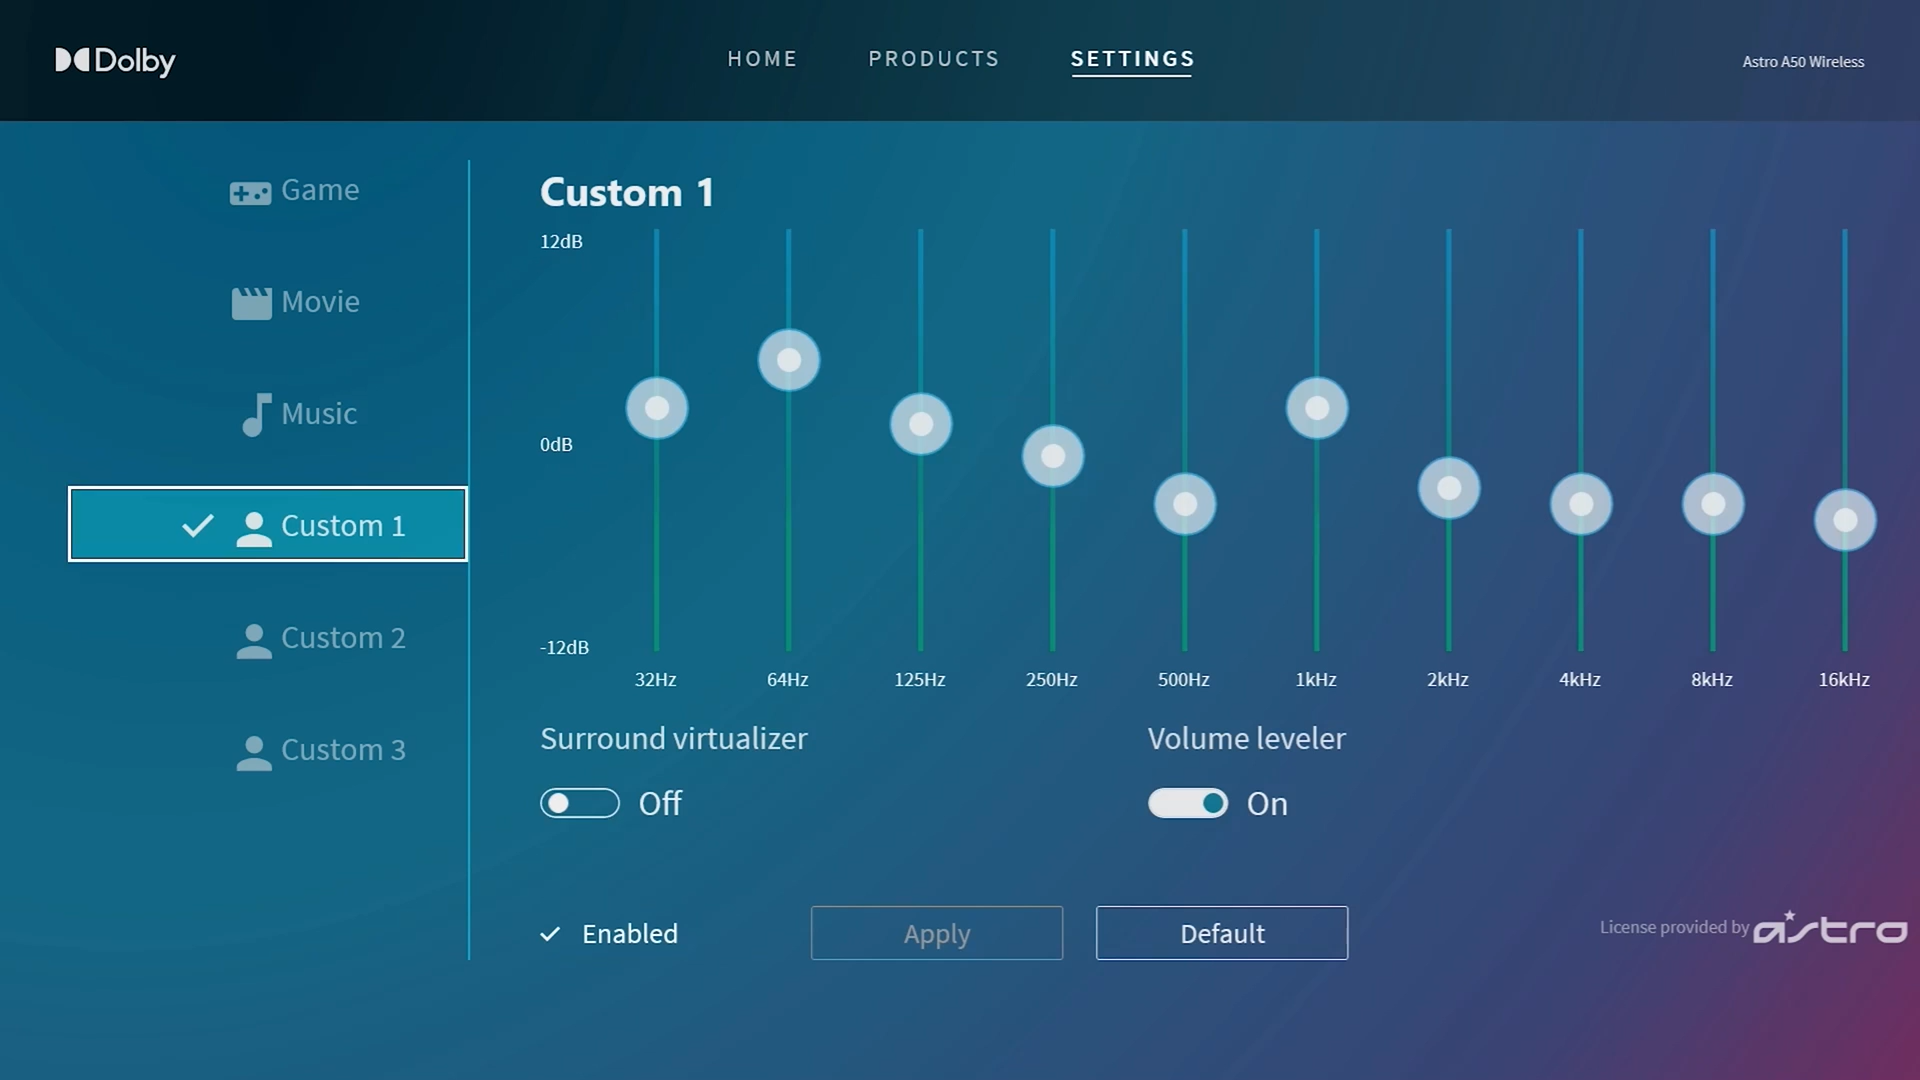 Dolby
HOME PRODUCTS SETTINGS
Astro A50 Wireless
Game
Movie
Music
Custom 1
Custom 2
Custom 3
Custom 1
12dB
0dB
-12dB
32Hz 64Hz 125Hz 250Hz 500Hz 1kHz 2kHz 4kHz 8kHz 16kHz
Surround virtualizer
Off
Volume leveler
On
Enabled
Apply
Default
License provided by astro